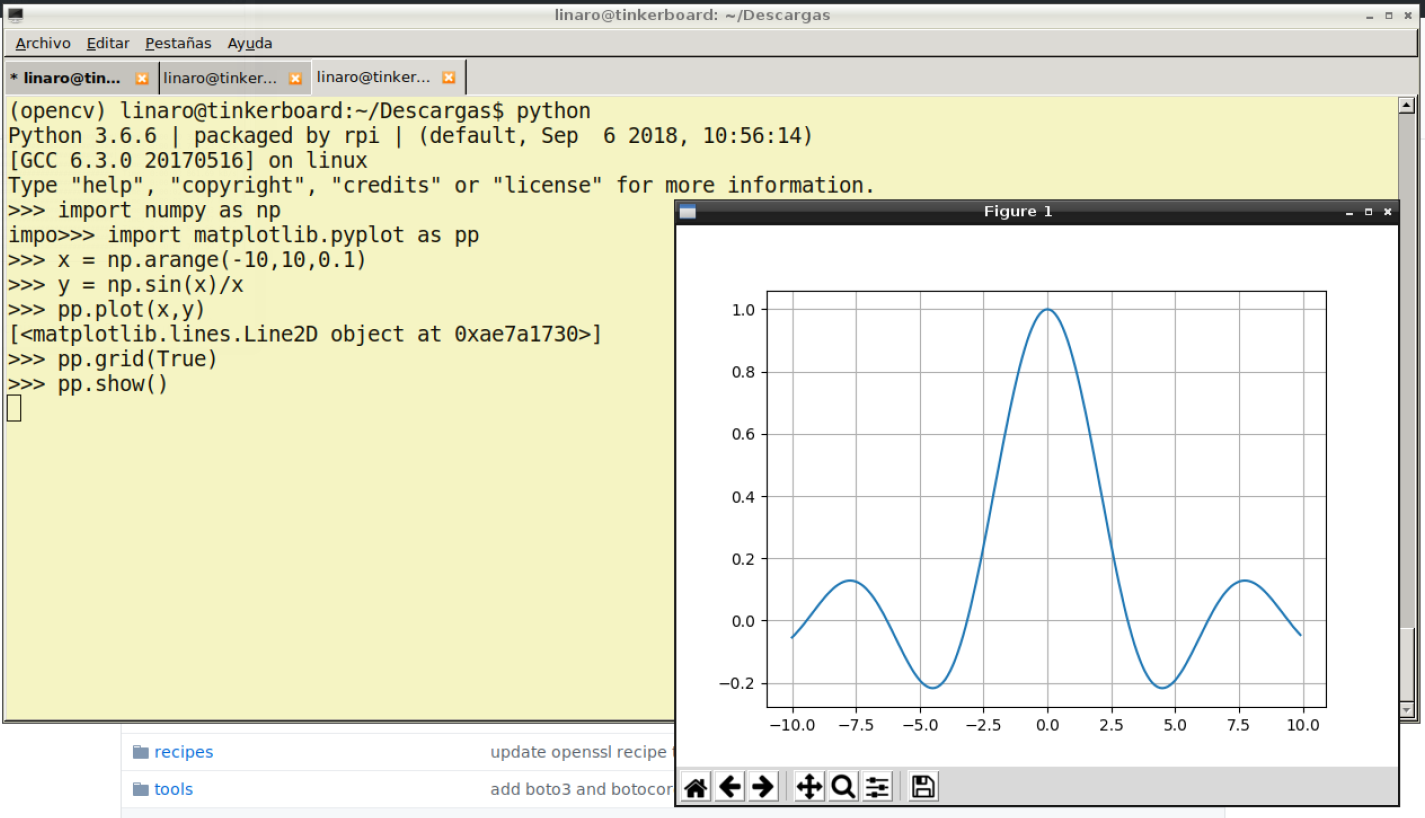 linaro@tinkerboard: ~/Descargas
Archivo Editar Pestañas Ayuda
* linaro@tin... linaro@tinker... linaro@tinker...
(opencv) linaro@tinkerboard:~/Descargas$ python
Python 3.6.6 | packaged by rpi | (default, Sep  6 2018, 10:56:14)
[GCC 6.3.0 20170516] on linux
Type "help", "copyright", "credits" or "license" for more information.
>>> import numpy as np
impo>>> import matplotlib.pyplot as pp
>>> x = np.arange(-10,10,0.1)
>>> y = np.sin(x)/x
>>> pp.plot(x,y)
[<matplotlib.lines.Line2D object at 0xae7a1730>]
>>> pp.grid(True)
>>> pp.show()
Figure 1
1.0
0.8
0.6
0.4
0.2
0.0
−0.2
−10.0 −7.5 −5.0 −2.5 0.0 2.5 5.0 7.5 10.0
recipes update openssl recipe
tools add boto3 and